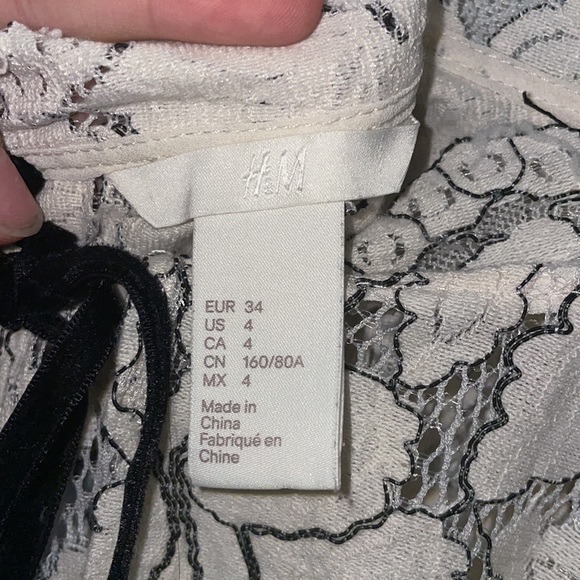 H&M
EUR 34
US 4
CA 4
CN 160/80A
MX 4
Made in
China
Fabriqué en
Chine